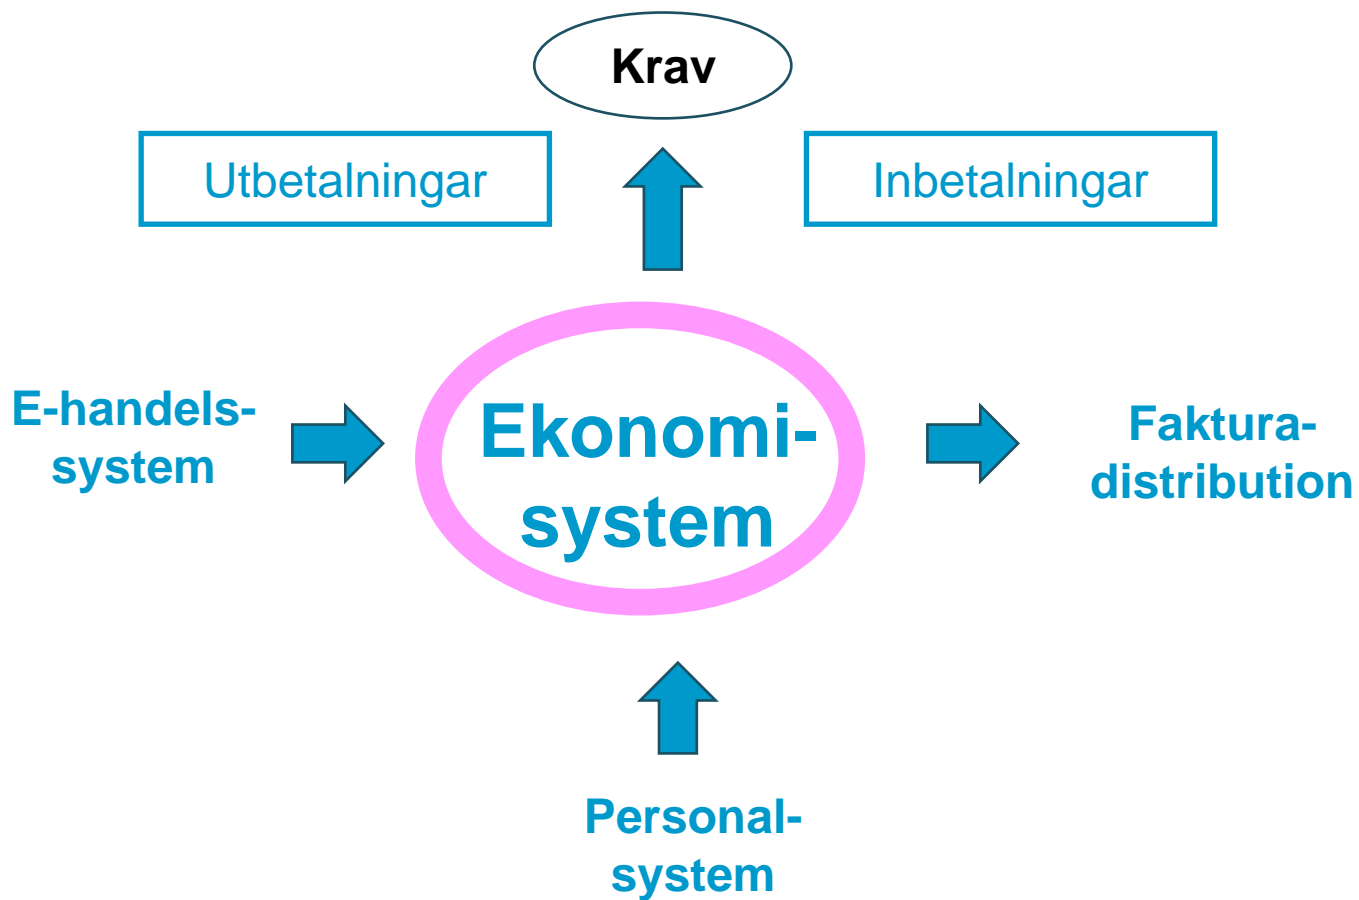 Krav
Utbetalningar
Inbetalningar
E-handels-
system
Ekonomi-
system
Faktura-
distribution
Personal-
system